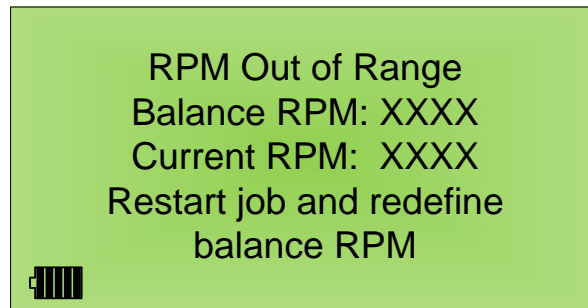 RPM Out of Range
Balance RPM: XXXX
Current RPM:  XXXX
Restart job and redefine
balance RPM